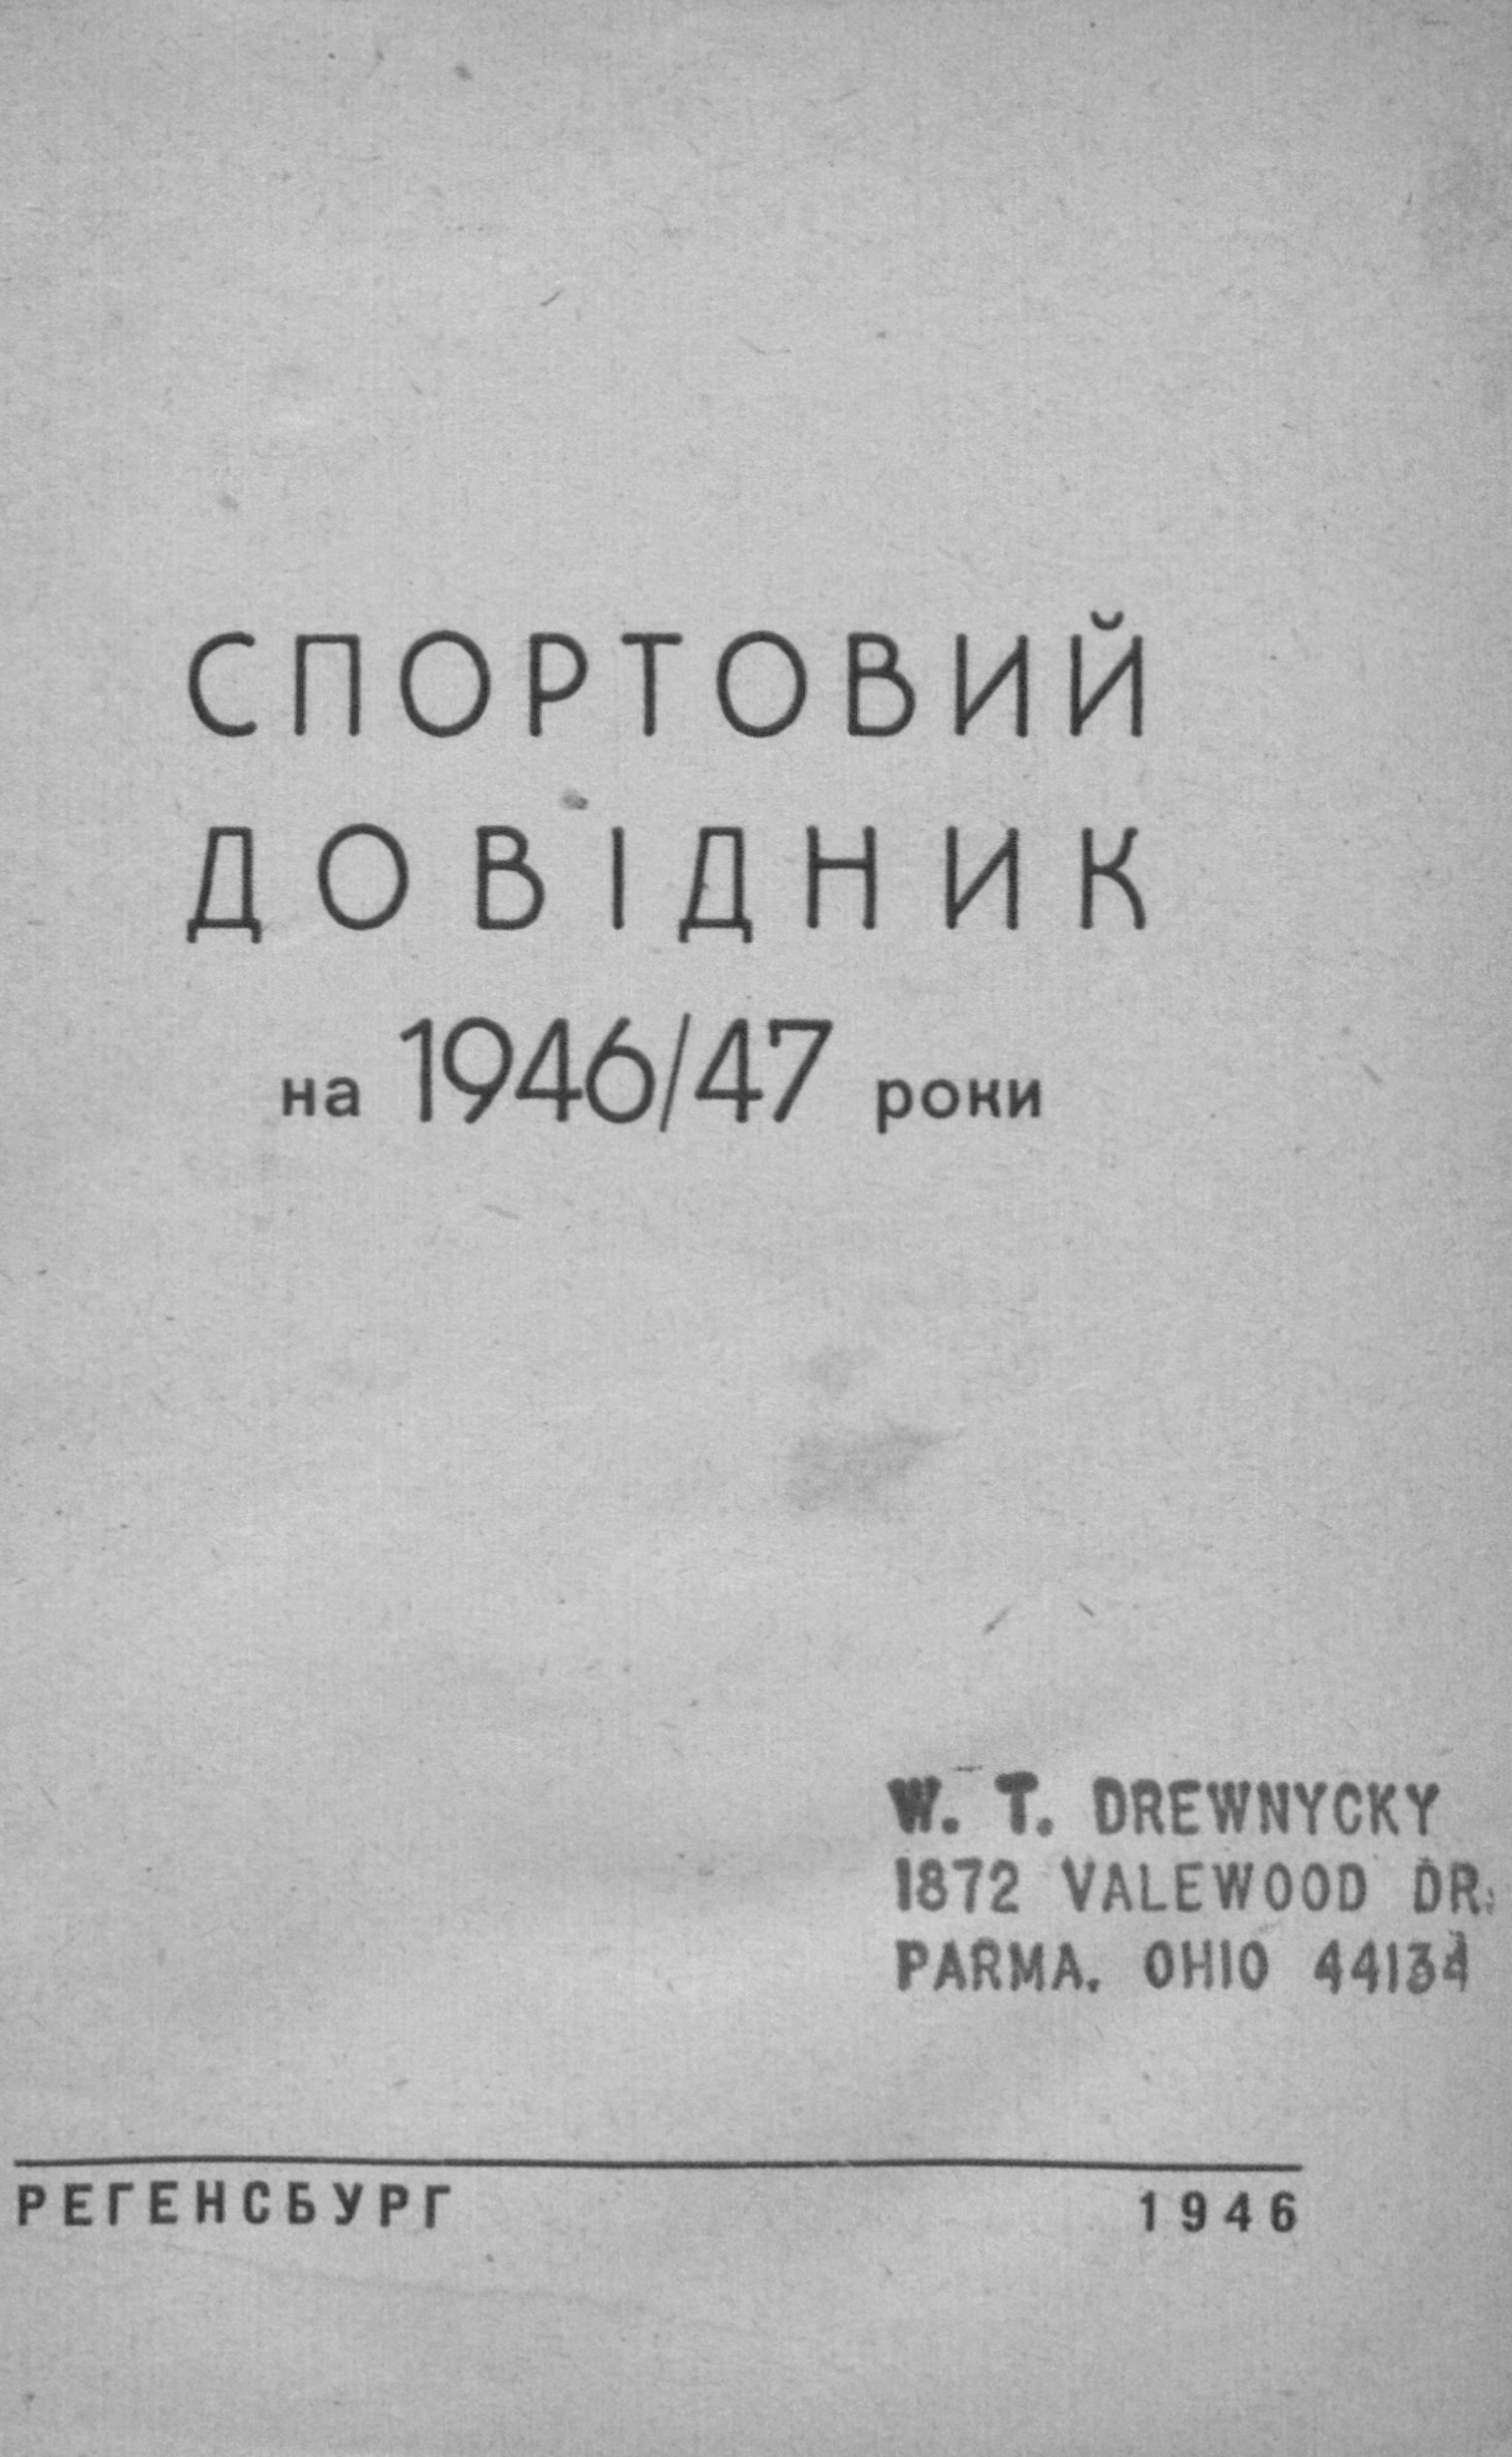 СПОРТОВИЙ
ДОВІДНИК
на 1946/47 роки
W. T. DREWNYCKY
1872 VALEWOOD DR.
PARMA. OHIO 44134
РЕГЕНСБУРГ 1946